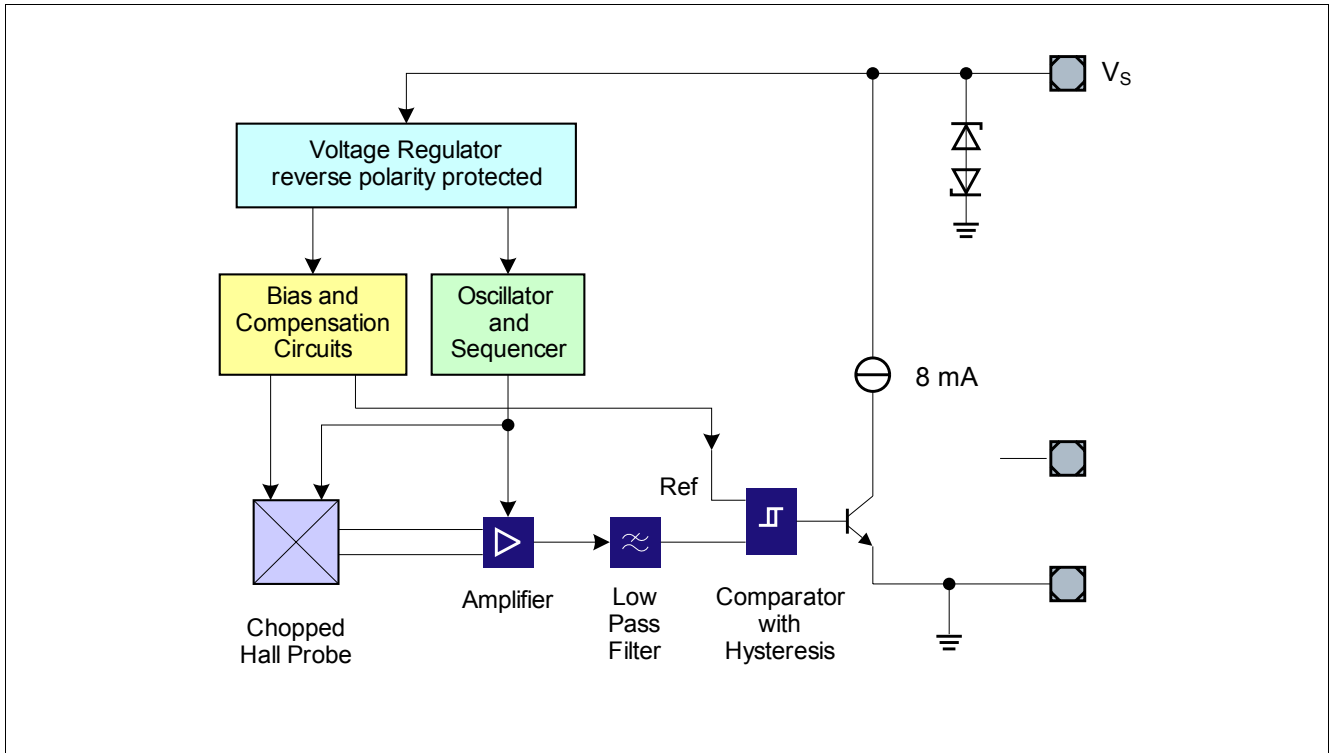 V_S
Voltage Regulator
reverse polarity protected
Bias and
Compensation
Circuits
Oscillator
and
Sequencer
8 mA
Ref
Amplifier
Low
Pass
Filter
Comparator
with
Hysteresis
Chopped
Hall Probe